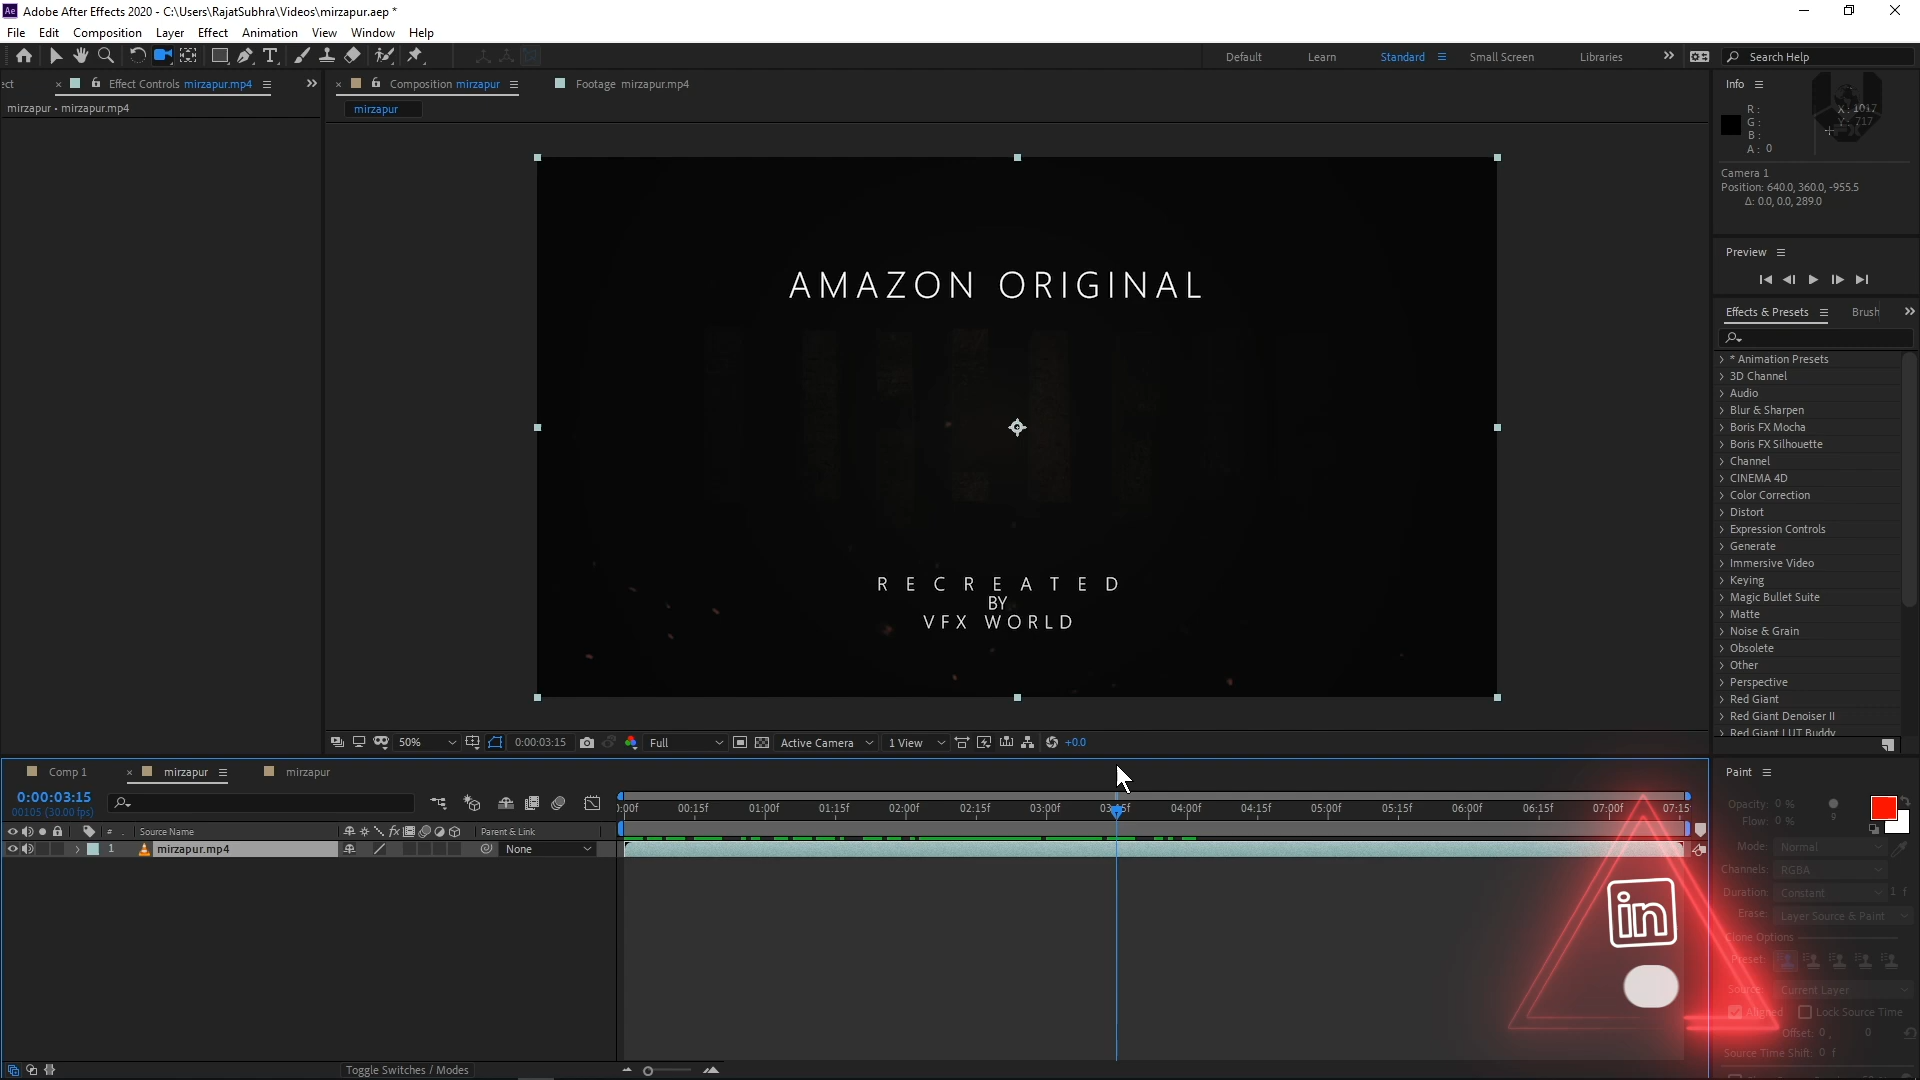 Adobe After Effects 2020 - C:\Users\RajatSubhra\Videos\mirzapur.aep *
File Edit Composition Layer Effect Animation View Window Help
Default Learn Standard Small Screen Libraries Search Help
ect Effect Controls mirzapur.mp4
mirzapur • mirzapur.mp4
Composition mirzapur
Footage mirzapur.mp4
mirzapur
AMAZON ORIGINAL
RECREATED
BY
VFX WORLD
50% 0:00:03:15 Full Active Camera 1 View +0.0
Info
R:
G:
B:
A: 0
X: 1017
Y: 717
Camera 1
Position: 640.0, 360.0, -955.5
Δ: 0.0, 0.0, 289.0
Preview
Effects & Presets Brush
* Animation Presets
3D Channel
Audio
Blur & Sharpen
Boris FX Mocha
Boris FX Silhouette
Channel
CINEMA 4D
Color Correction
Distort
Expression Controls
Generate
Immersive Video
Keying
Magic Bullet Suite
Matte
Noise & Grain
Obsolete
Other
Perspective
Red Giant
Red Giant Denoiser II
Red Giant LUT Buddy
Comp 1 mirzapur mirzapur
0:00:03:15
00105 (30.00 fps)
# Source Name fx Parent & Link
1 mirzapur.mp4 None
:00f 00:15f 01:00f 01:15f 02:00f 02:15f 03:00f 03:15f 04:00f 04:15f 05:00f 05:15f 06:00f 06:15f 07:00f 07:15
Toggle Switches / Modes
Paint
Opacity: 0 %
Flow: 0 %
9
Mode: Normal
Channels: RGBA
Duration: Constant 1 f
Erase: Layer Source & Paint
Clone Options
Preset:
Source: Current Layer
Aligned Lock Source Time
Offset: 0 , 0
Source Time Shift: 0 f
in